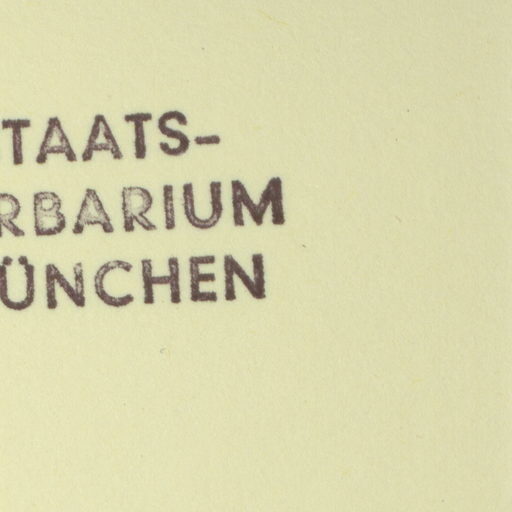 TAATS-
RBARIUM
ÜNCHEN